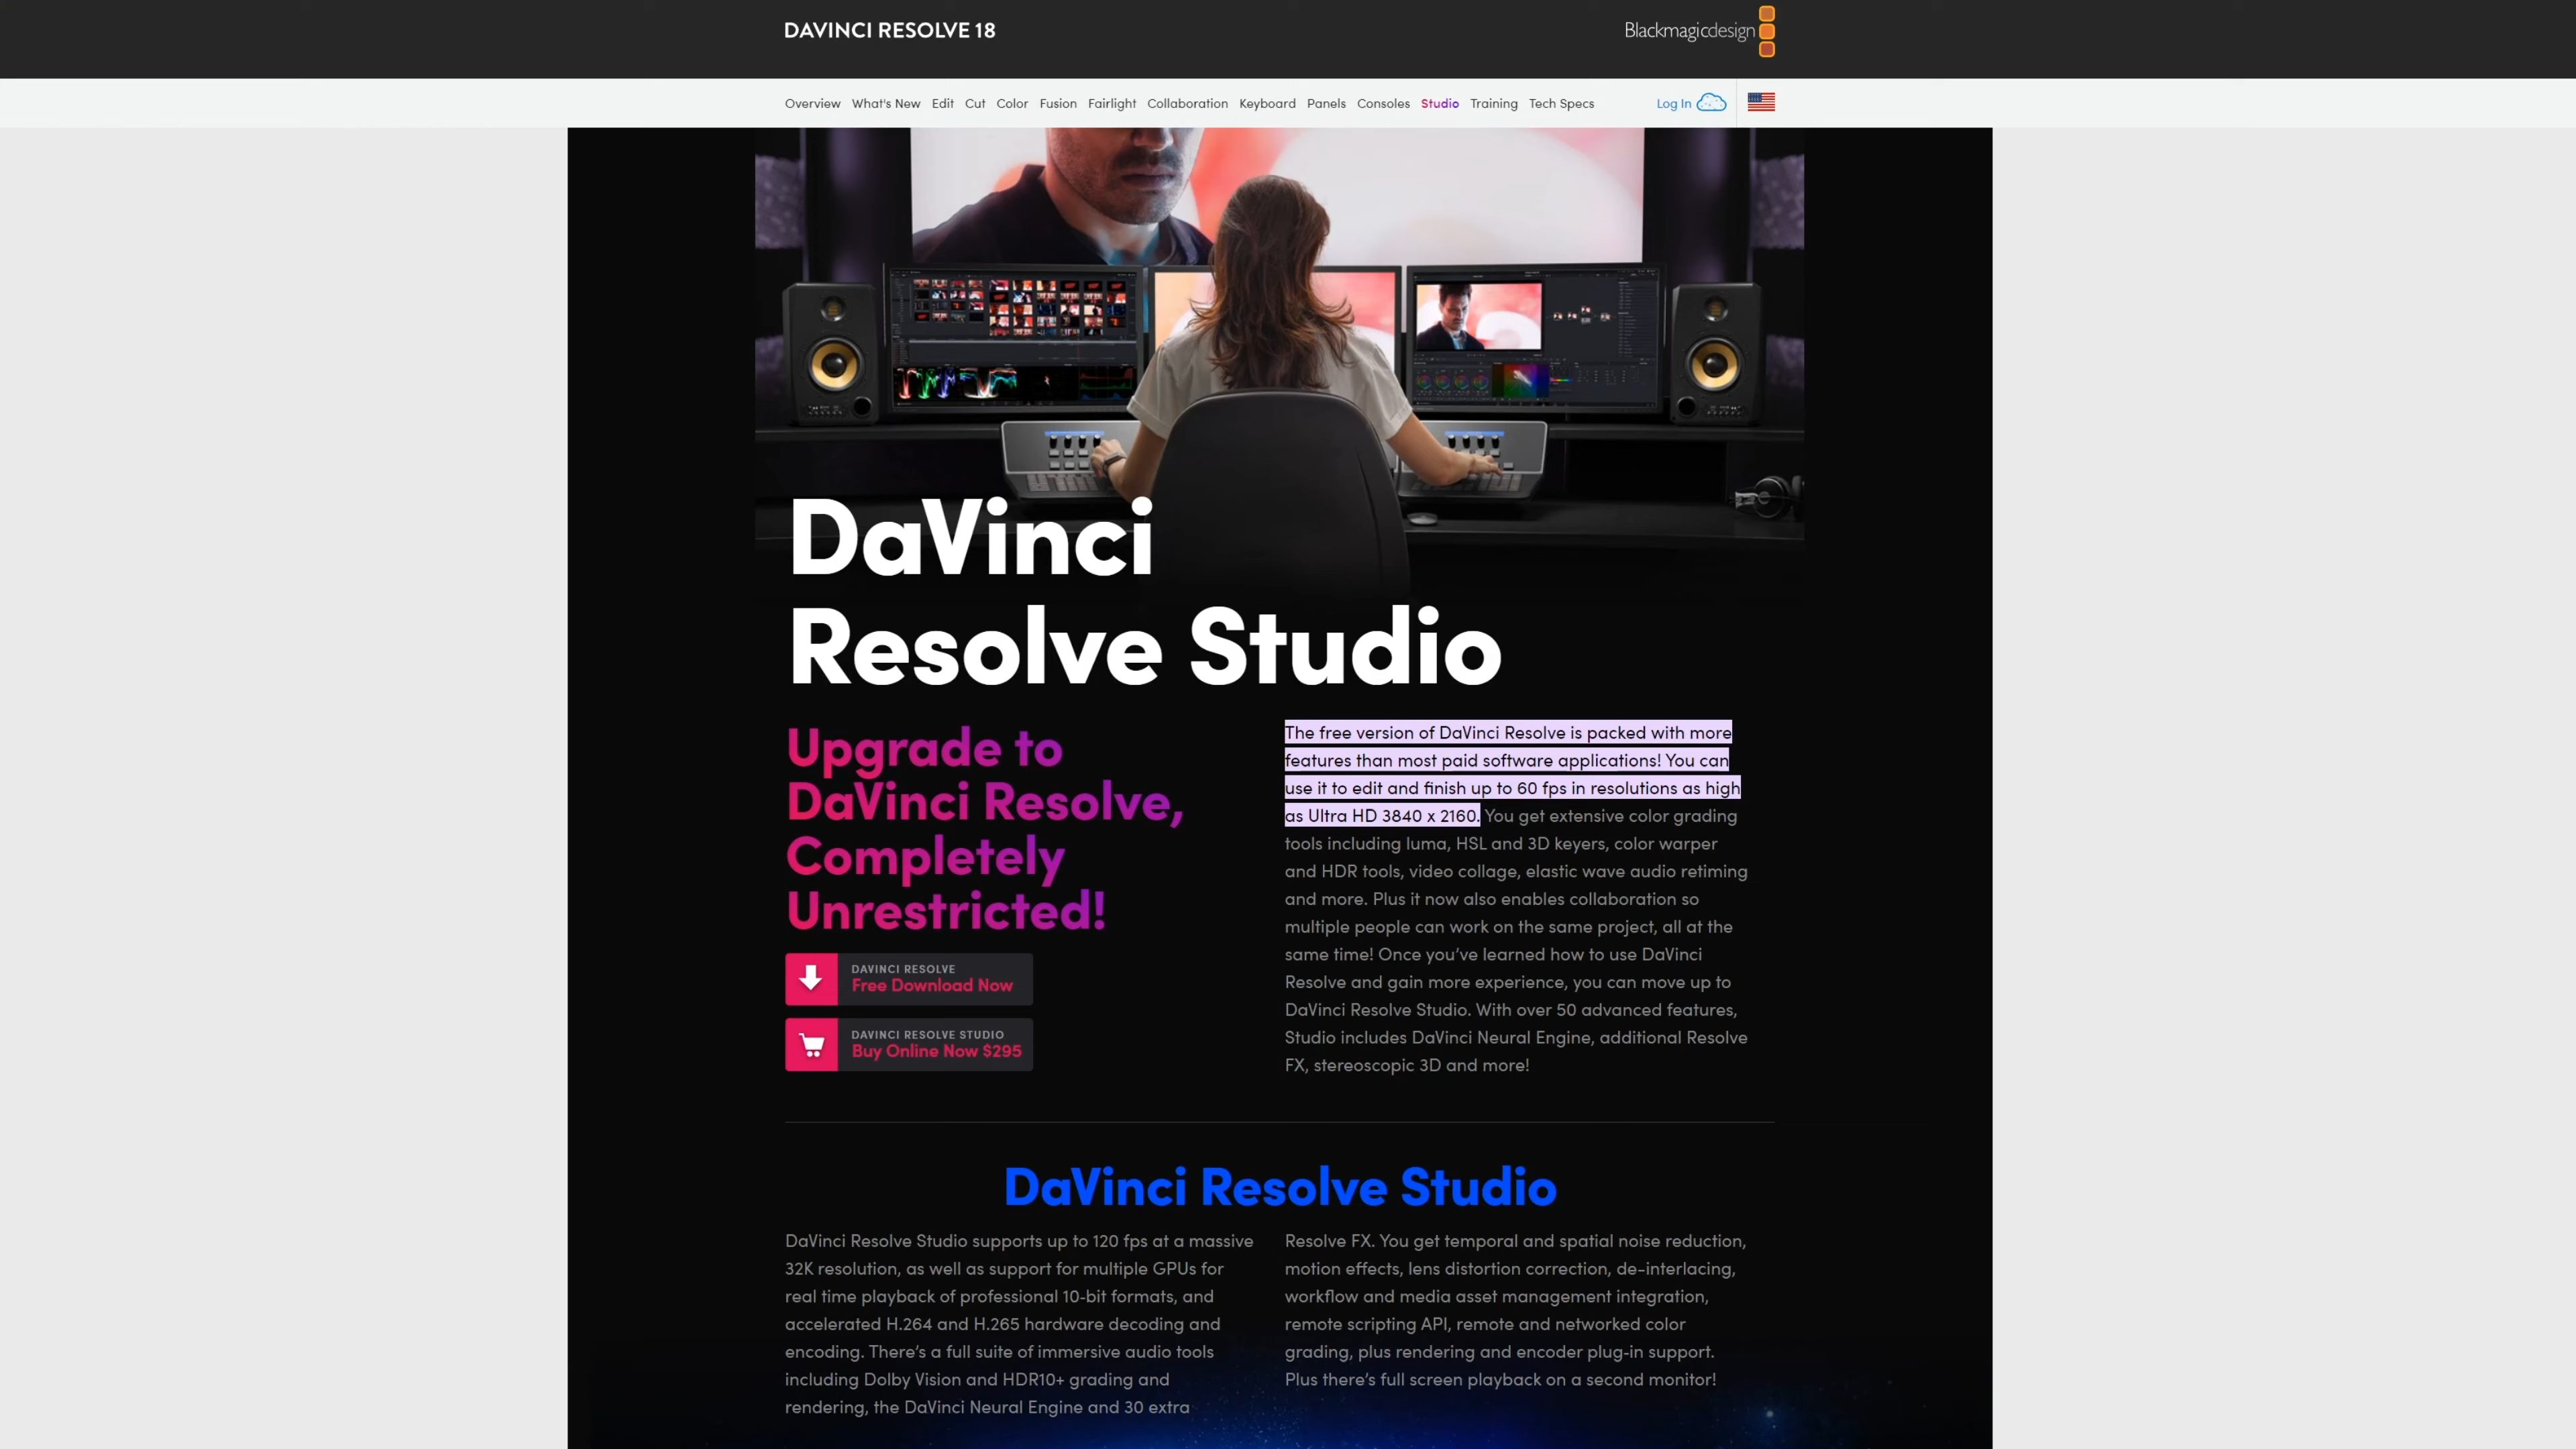 DAVINCI RESOLVE 18
Blackmagicdesign
Overview What's New Edit Cut Color Fusion Fairlight Collaboration Keyboard Panels Consoles Studio Training Tech Specs Log In
DaVinci
Resolve Studio
Upgrade to
DaVinci Resolve,
Completely
Unrestricted!
DAVINCI RESOLVE
Free Download Now
DAVINCI RESOLVE STUDIO
Buy Online Now $295
The free version of DaVinci Resolve is packed with more
features than most paid software applications! You can
use it to edit and finish up to 60 fps in resolutions as high
as Ultra HD 3840 x 2160. You get extensive color grading
tools including luma, HSL and 3D keyers, color warper
and HDR tools, video collage, elastic wave audio retiming
and more. Plus it now also enables collaboration so
multiple people can work on the same project, all at the
same time! Once you've learned how to use DaVinci
Resolve and gain more experience, you can move up to
DaVinci Resolve Studio. With over 50 advanced features,
Studio includes DaVinci Neural Engine, additional Resolve
FX, stereoscopic 3D and more!
DaVinci Resolve Studio
DaVinci Resolve Studio supports up to 120 fps at a massive
32K resolution, as well as support for multiple GPUs for
real time playback of professional 10-bit formats, and
accelerated H.264 and H.265 hardware decoding and
encoding. There's a full suite of immersive audio tools
including Dolby Vision and HDR10+ grading and
rendering, the DaVinci Neural Engine and 30 extra
Resolve FX. You get temporal and spatial noise reduction,
motion effects, lens distortion correction, de-interlacing,
workflow and media asset management integration,
remote scripting API, remote and networked color
grading, plus rendering and encoder plug-in support.
Plus there's full screen playback on a second monitor!